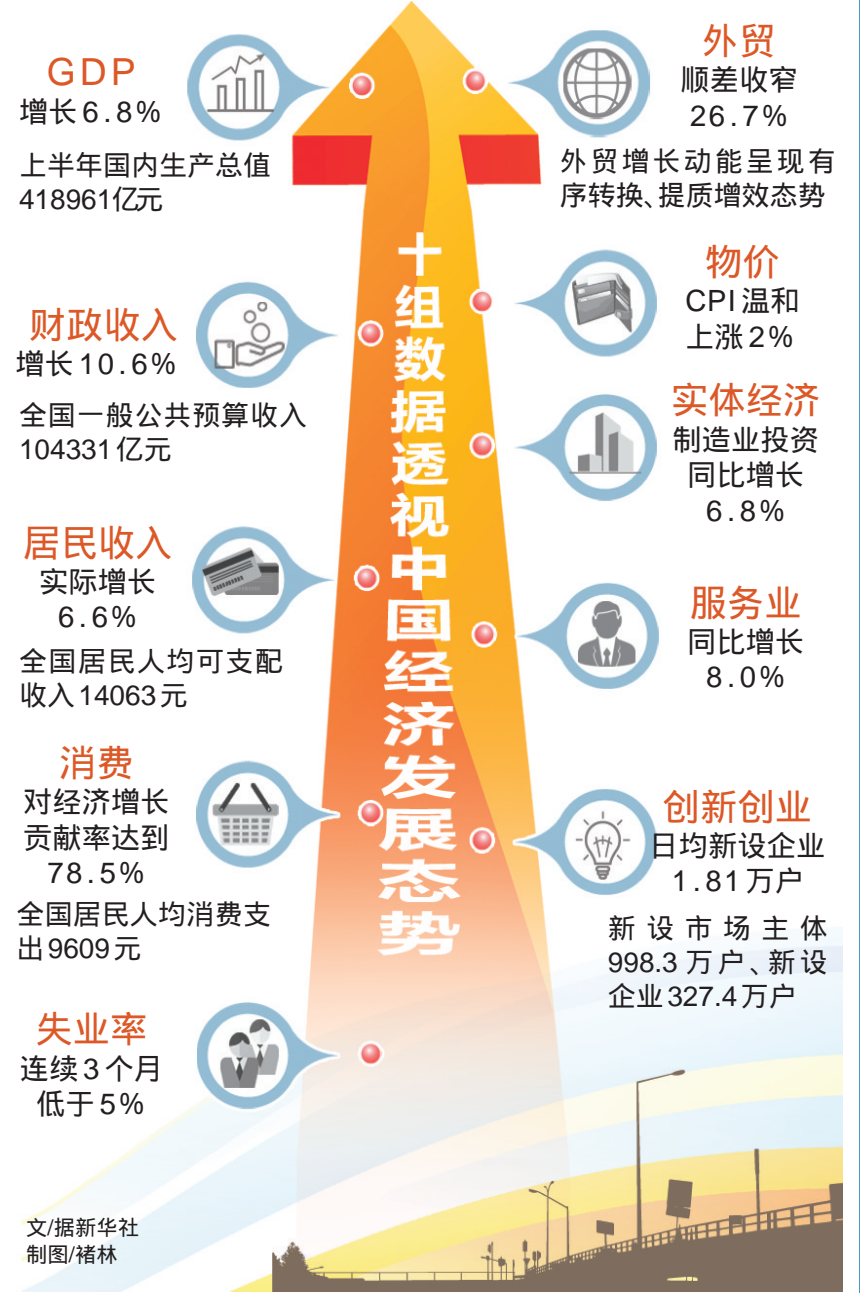 十组数据透视中国经济发展态势
GDP
增长6.8%
上半年国内生产总值
418961亿元
财政收入
增长10.6%
全国一般公共预算收入
104331亿元
居民收入
实际增长
6.6%
全国居民人均可支配
收入14063元
消费
对经济增长
贡献率达到
78.5%
全国居民人均消费支
出9609元
失业率
连续3个月
低于5%
外贸
顺差收窄
26.7%
外贸增长动能呈现有
序转换、提质增效态势
物价
CPI温和
上涨2%
实体经济
制造业投资
同比增长
6.8%
服务业
同比增长
8.0%
创新创业
日均新设企业
1.81万户
新设市场主体
998.3万户、新设
企业327.4万户
文/据新华社
制图/褚林